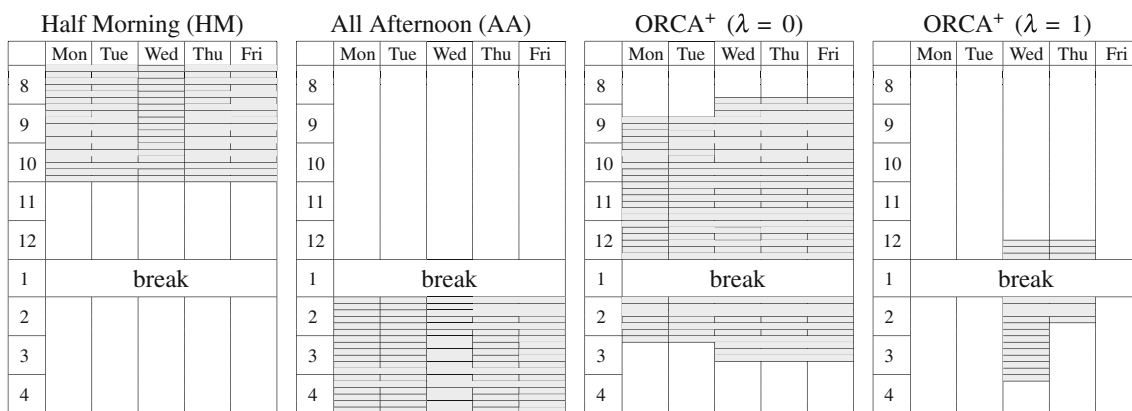 Half Morning (HM) All Afternoon (AA) ORCA⁺ (λ = 0) ORCA⁺ (λ = 1)
Mon Tue Wed Thu Fri Mon Tue Wed Thu Fri Mon Tue Wed Thu Fri Mon Tue Wed Thu Fri
8 8 8 8
9 9 9 9
10 10 10 10
11 11 11 11
12 12 12 12
1 break 1 break 1 break 1 break
2 2 2 2
3 3 3 3
4 4 4 4